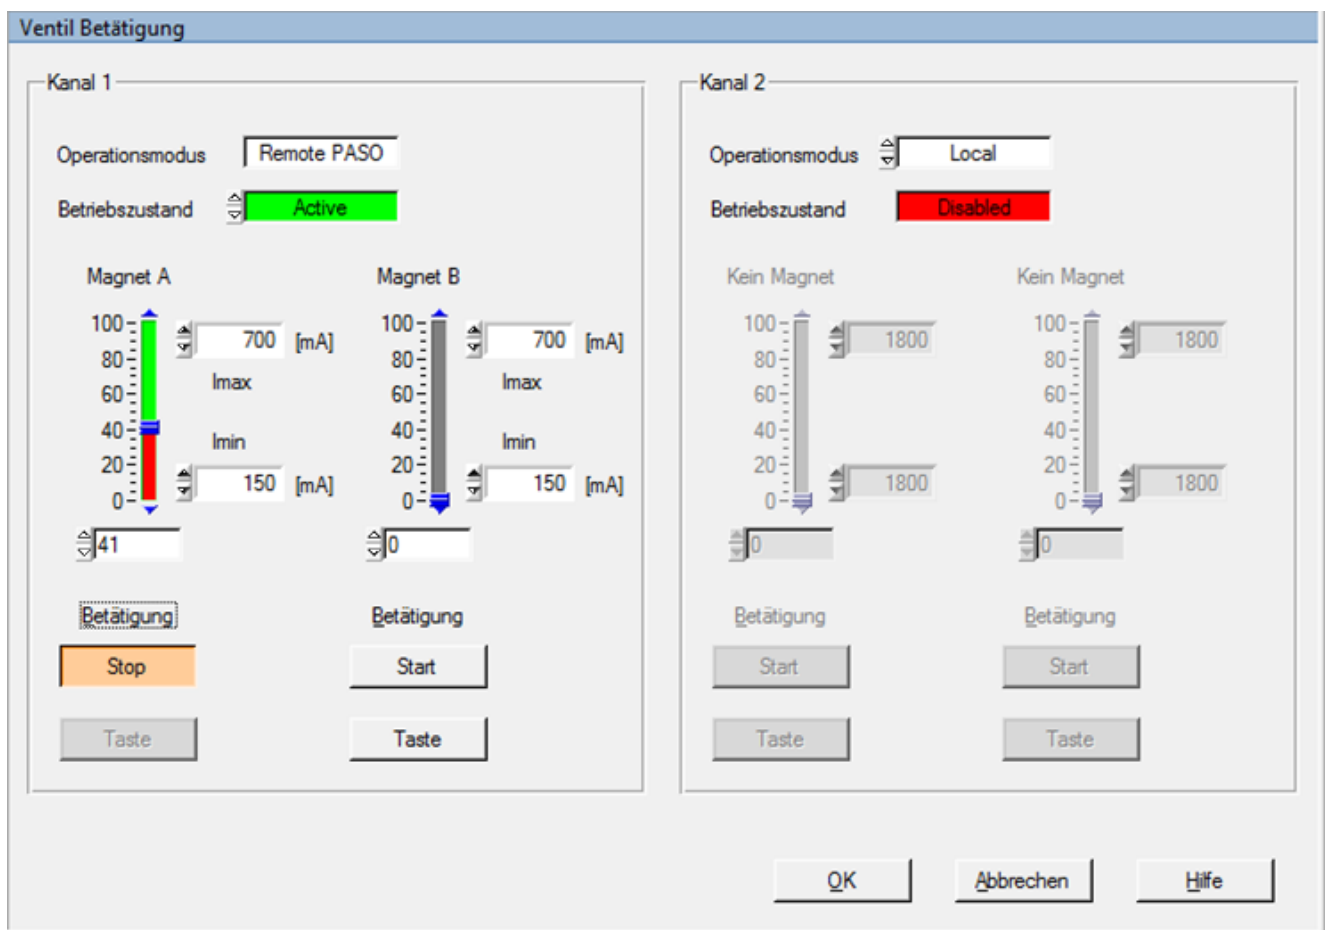 Ventil Betätigung
Kanal 1
Operationsmodus Remote PASO
Betriebszustand Active
Magnet A Magnet B
100 700 [mA] 100 700 [mA]
80 80
Imax Imax
60 60
40 40
Imin Imin
20 20
150 [mA] 150 [mA]
0 0
41 0
Betätigung Betätigung
Stop Start
Taste Taste
Kanal 2
Operationsmodus Local
Betriebszustand Disabled
Kein Magnet Kein Magnet
100 1800 100 1800
80 80
60 60
40 40
20 20
1800 1800
0 0
0 0
Betätigung Betätigung
Start Start
Taste Taste
OK Abbrechen Hilfe